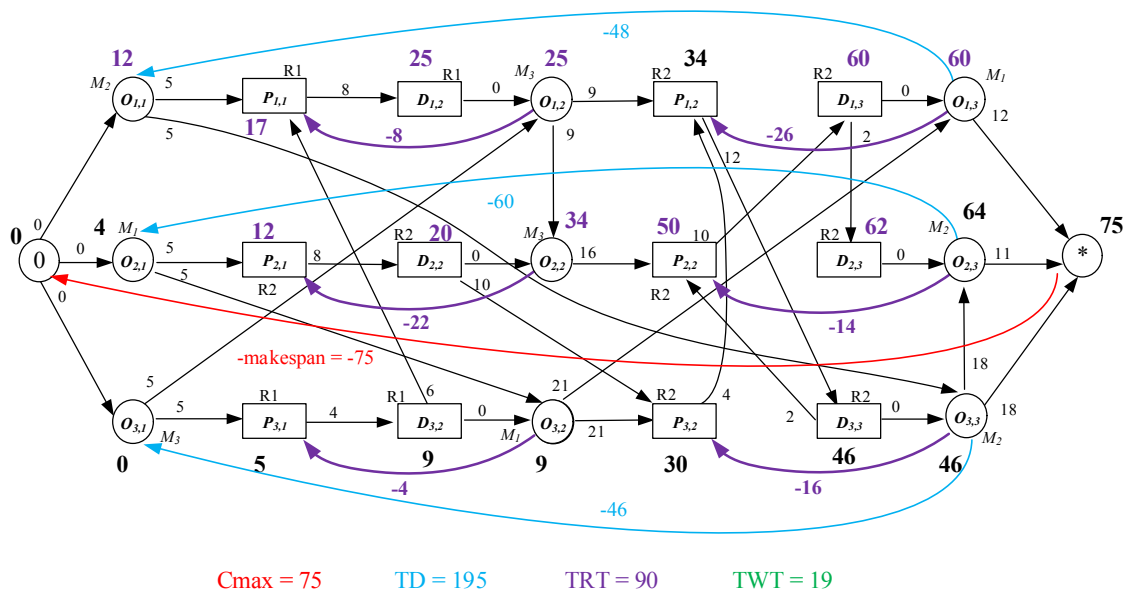 -48
12 25 25 34 60 60
M2 5 R1 R1 M3 R2 R2 M1
O1,1 P1,1 8 D1,2 0 O1,2 9 P1,2 D1,3 0 O1,3
5 17 -8 9 12 -26 2 12
-60
0 4 M1 12 R2 20 M3 34 50 R2 62 M2 64 75
0 0 0 O2,1 5 P2,1 8 D2,2 0 O2,2 16 P2,2 10 D2,3 0 O2,3 11 *
0 5 R2 10 R2
-22 -14
-makespan = -75
5 6 21 18
R1 R1 R2 4 R2
O3,1 5 P3,1 4 D3,2 0 O3,2 21 P3,2 2 D3,3 0 O3,3 18
M3 M1 M2
0 5 9 9 30 46 46
-4 -16
-46
Cmax = 75 TD = 195 TRT = 90 TWT = 19